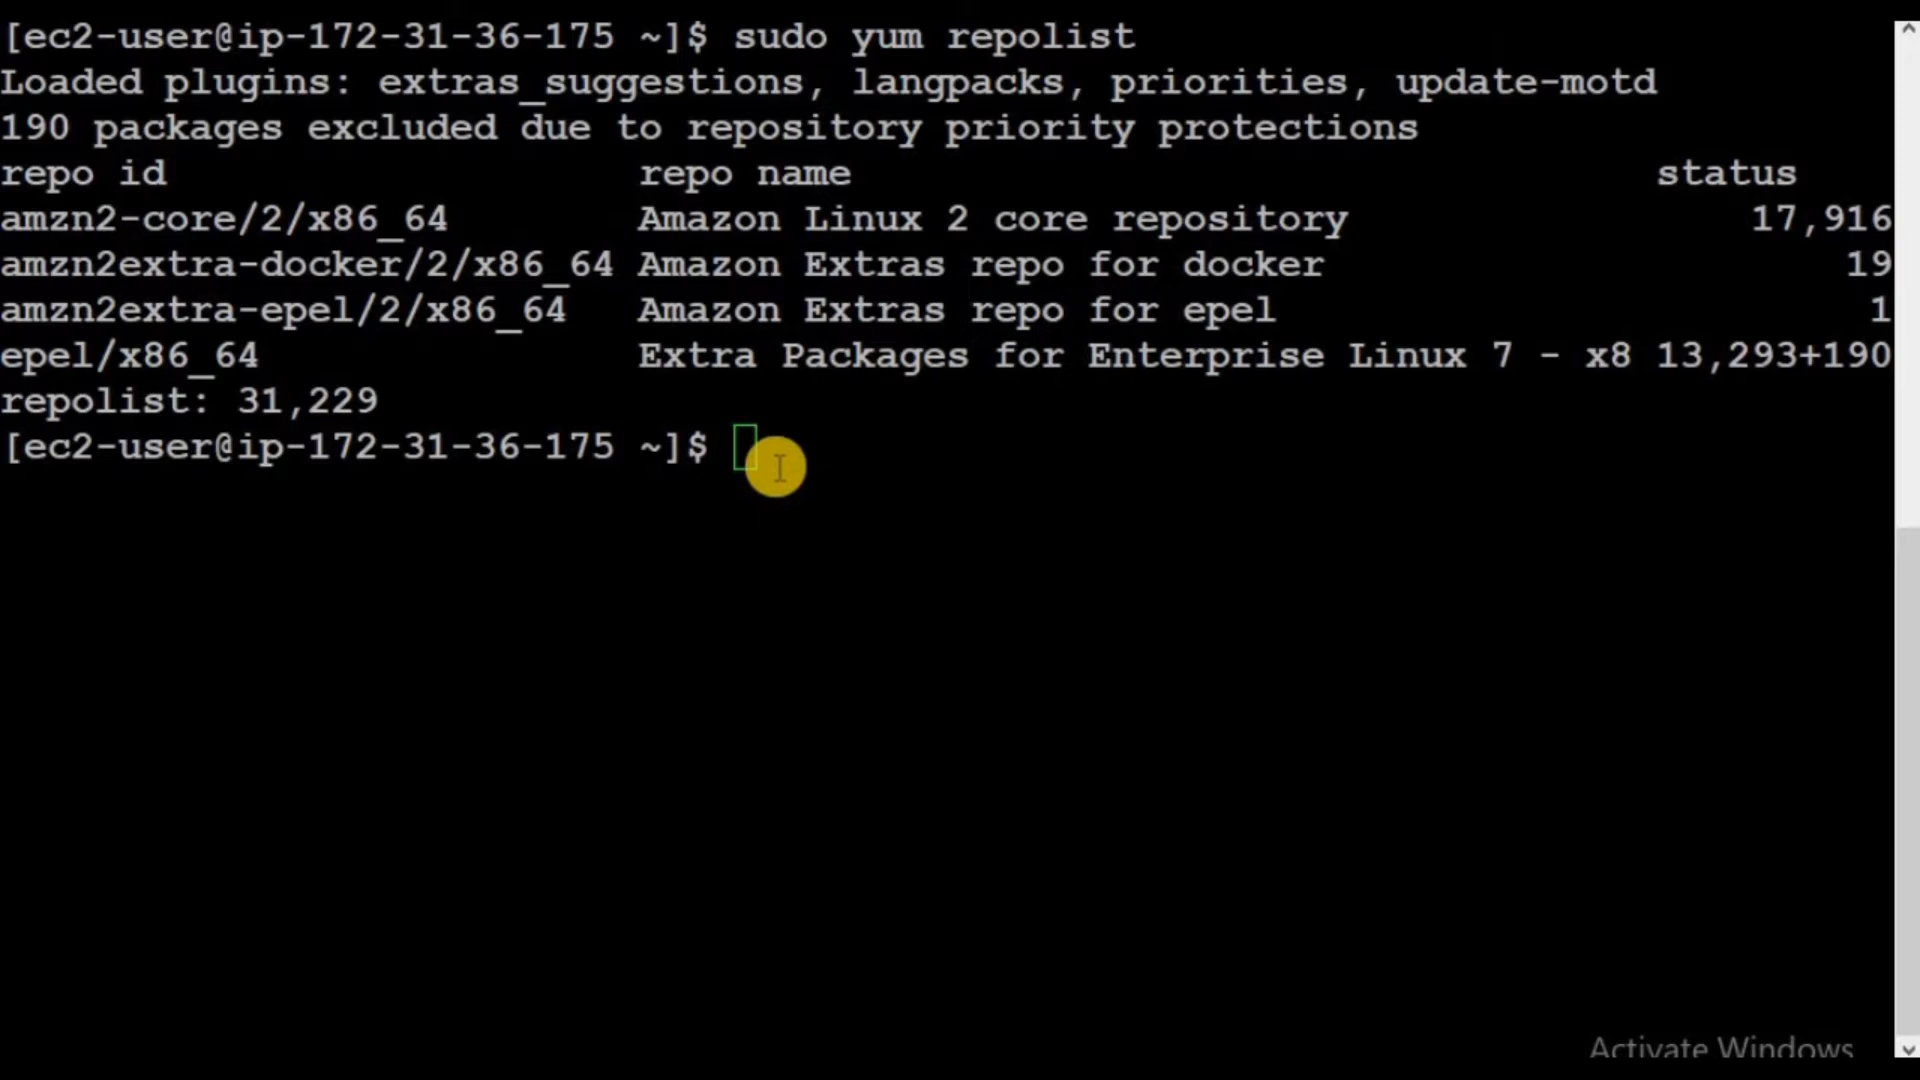 [ec2-user@ip-172-31-36-175 ~]$ sudo yum repolist
Loaded plugins: extras_suggestions, langpacks, priorities, update-motd
190 packages excluded due to repository priority protections
repo id repo name status
amzn2-core/2/x86_64 Amazon Linux 2 core repository 17,916
amzn2extra-docker/2/x86_64 Amazon Extras repo for docker 19
amzn2extra-epel/2/x86_64 Amazon Extras repo for epel 1
epel/x86_64 Extra Packages for Enterprise Linux 7 - x8 13,293+190
repolist: 31,229
[ec2-user@ip-172-31-36-175 ~]$
Activate Windows